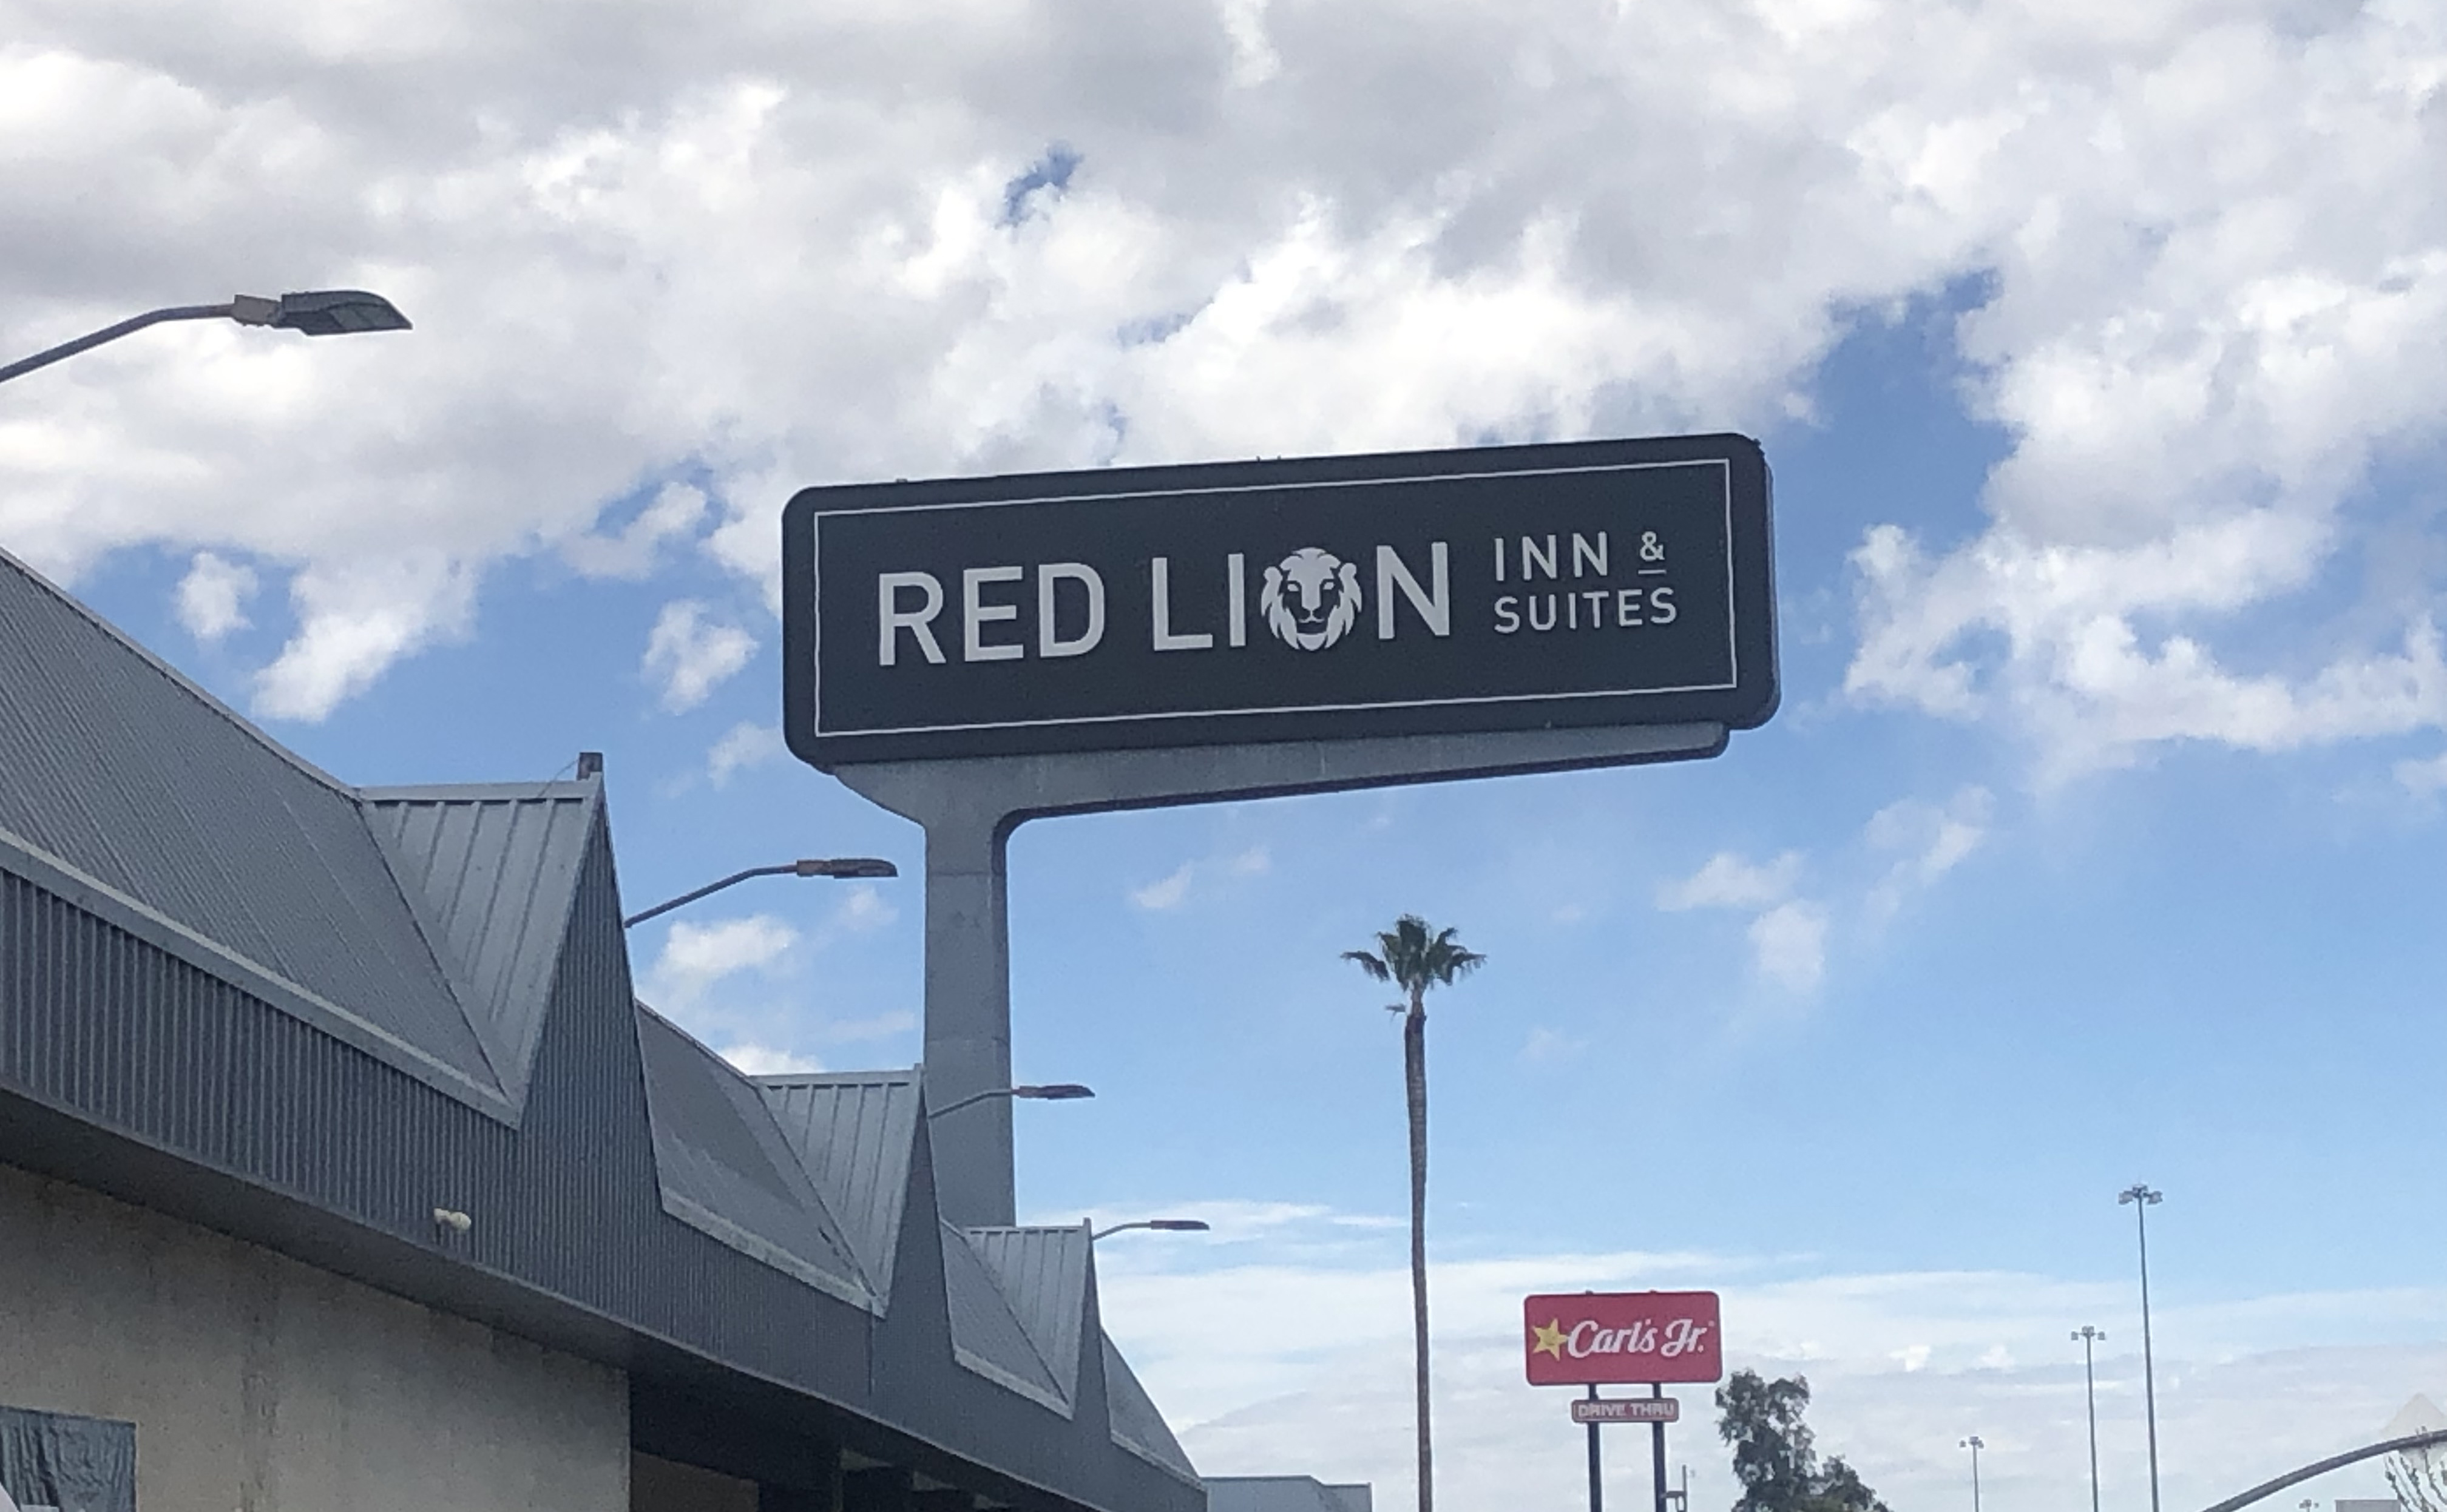 RED LION INN &
SUITES
Carl's Jr.
DRIVE THRU